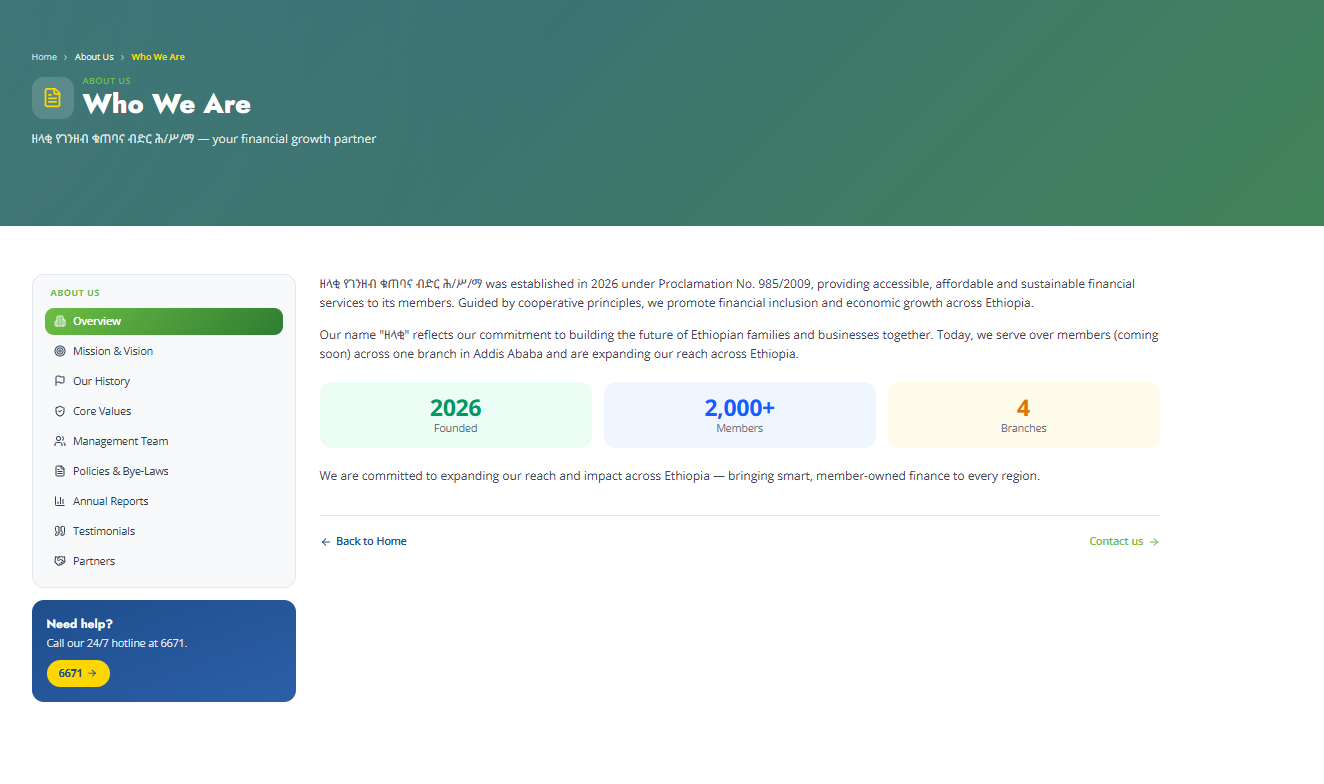 Home > About Us > Who We Are
ABOUT US
Who We Are
ዘላቂ የገንዘብ ቁጠባና ብድር ሕ/ሥ/ማ — your financial growth partner
ABOUT US
Overview
Mission & Vision
Our History
Core Values
Management Team
Policies & Bye-Laws
Annual Reports
Testimonials
Partners
Need help?
Call our 24/7 hotline at 6671.
6671 →
ዘላቂ የገንዘብ ቁጠባና ብድር ሕ/ሥ/ማ was established in 2026 under Proclamation No. 985/2009, providing accessible, affordable and sustainable financial
services to its members. Guided by cooperative principles, we promote financial inclusion and economic growth across Ethiopia.
Our name "ዘላቂ" reflects our commitment to building the future of Ethiopian families and businesses together. Today, we serve over members (coming
soon) across one branch in Addis Ababa and are expanding our reach across Ethiopia.
2026
Founded
2,000+
Members
4
Branches
We are committed to expanding our reach and impact across Ethiopia — bringing smart, member-owned finance to every region.
← Back to Home
Contact us →